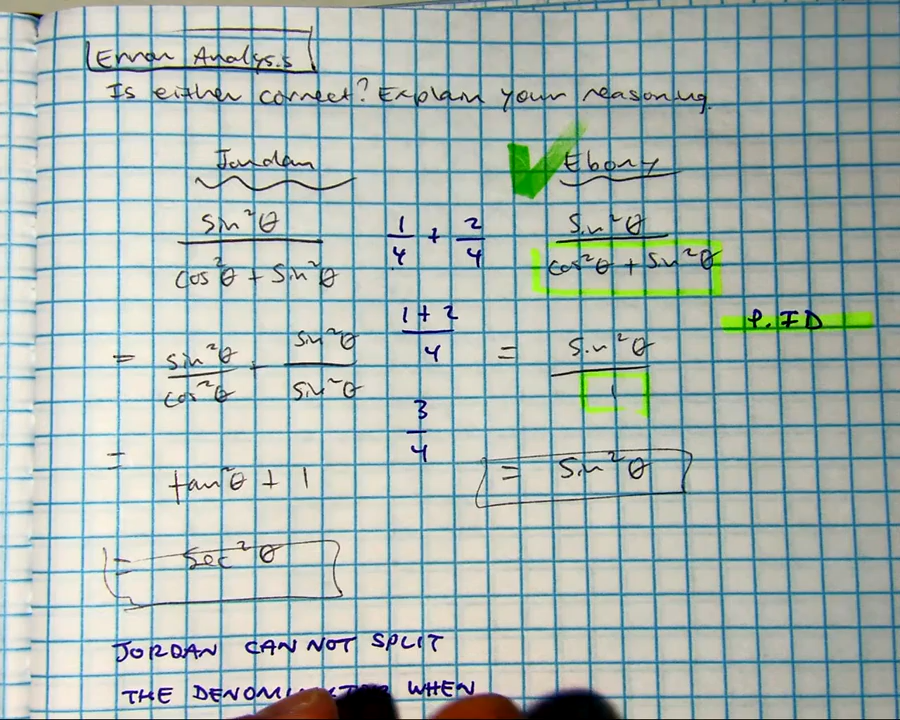 Error Analysis
Is either correct? Explain your reasoning.
Jordan
sin²θ
cos²θ + sin²θ
= sin²θ/cos²θ + sin²θ/sin²θ
=
tan²θ + 1
= sec²θ
1/4 + 2/4
1 + 2
4
3
4
Ebony
sin²θ
cos²θ + sin²θ
= sin²θ
1
= sin²θ
P. ID
JORDAN CAN NOT SPLIT
THE WHEN